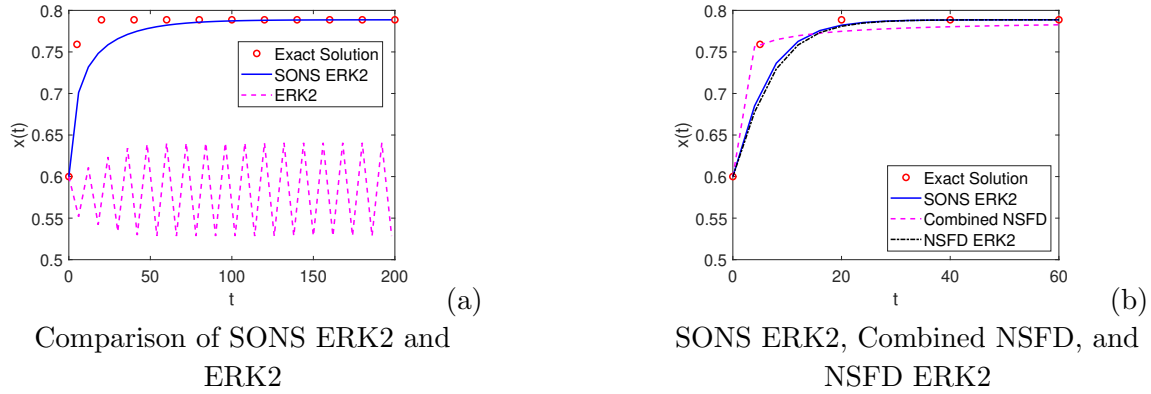 0.8
0.75
0.7
0.65
0.6
0.55
0.5
x(t)
Exact Solution
SONS ERK2
ERK2
0 50 100 150 200
t
(a)
Comparison of SONS ERK2 and
ERK2
0.8
0.75
0.7
0.65
0.6
0.55
0.5
x(t)
Exact Solution
SONS ERK2
Combined NSFD
NSFD ERK2
0 20 40 60
t
(b)
SONS ERK2, Combined NSFD, and
NSFD ERK2